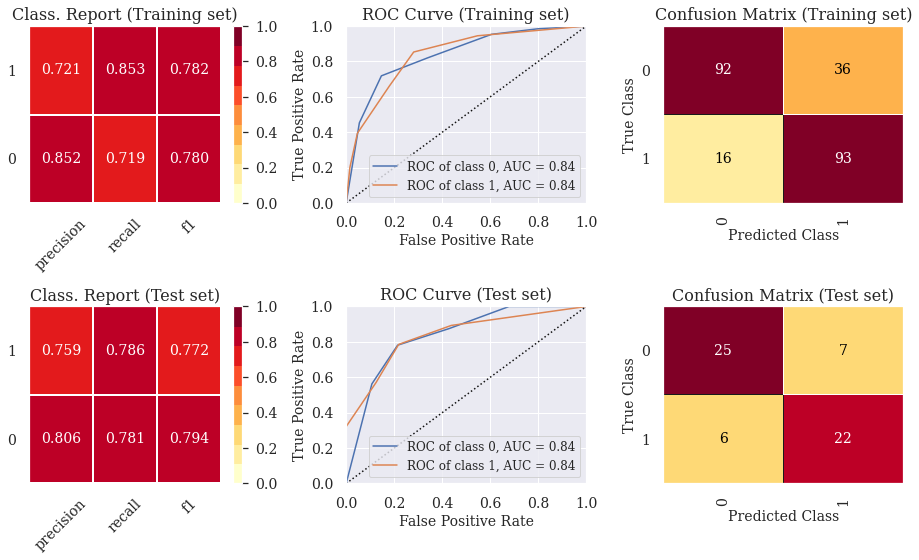 Class. Report (Training set)
1
0.721 0.853 0.782
0
0.852 0.719 0.780
precision
recall
f1
1.0
0.8
0.6
0.4
0.2
0.0
ROC Curve (Training set)
True Positive Rate
1.0
0.8
0.6
0.4
0.2
0.0
ROC of class 0, AUC = 0.84
ROC of class 1, AUC = 0.84
0.0 0.2 0.4 0.6 0.8 1.0
False Positive Rate
Confusion Matrix (Training set)
True Class
0
92 36
1
16 93
0
1
Predicted Class
Class. Report (Test set)
1
0.759 0.786 0.772
0
0.806 0.781 0.794
precision
recall
f1
1.0
0.8
0.6
0.4
0.2
0.0
ROC Curve (Test set)
True Positive Rate
1.0
0.8
0.6
0.4
0.2
0.0
ROC of class 0, AUC = 0.84
ROC of class 1, AUC = 0.84
0.0 0.2 0.4 0.6 0.8 1.0
False Positive Rate
Confusion Matrix (Test set)
True Class
0
25 7
1
6 22
0
1
Predicted Class